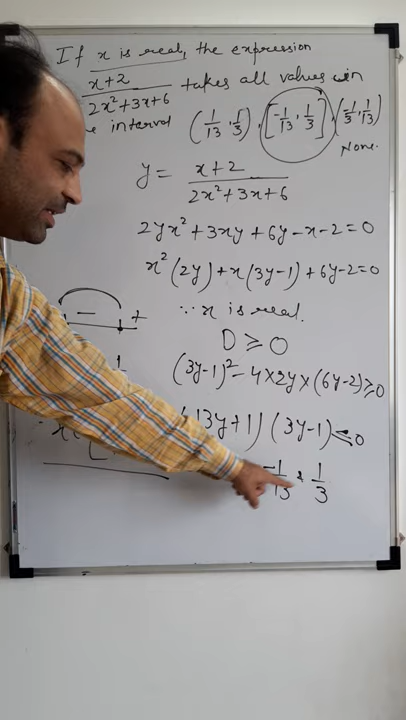 If x is real, the expression
x+2 / 2x²+3x+6 takes all values in
interval (1/13, 1/3), [-1/13, 1/3], (-1/3, 1/13)
None.
y = x+2 / 2x²+3x+6
2yx²+3xy+6y-x-2=0
x²(2y)+x(3y-1)+6y-2=0
∵ x is real.
D ≥ 0
(3y-1)²-4×2y×(6y-2)≥0
- +
13y+1)(3y-1)≤0
-1/13, 1/3